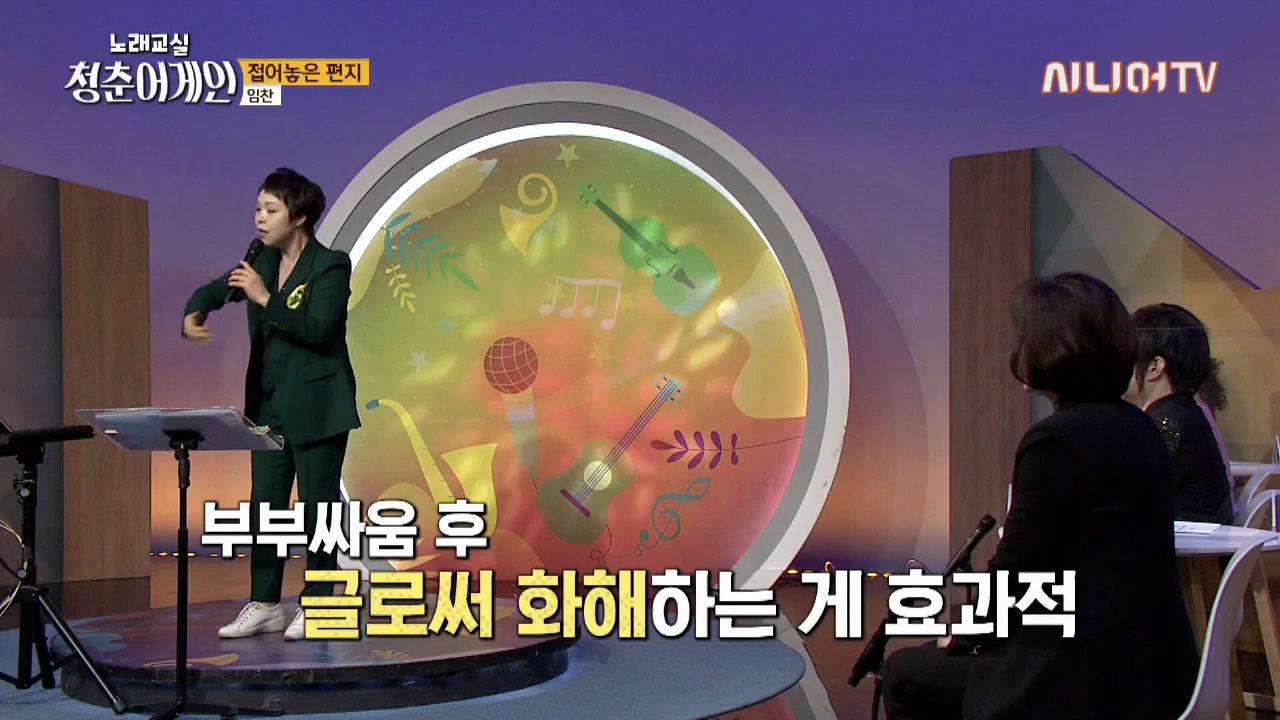 노래교실
청춘어게인
접어놓은 편지
임찬
시니어TV
부부싸움 후
글로써 화해하는 게 효과적